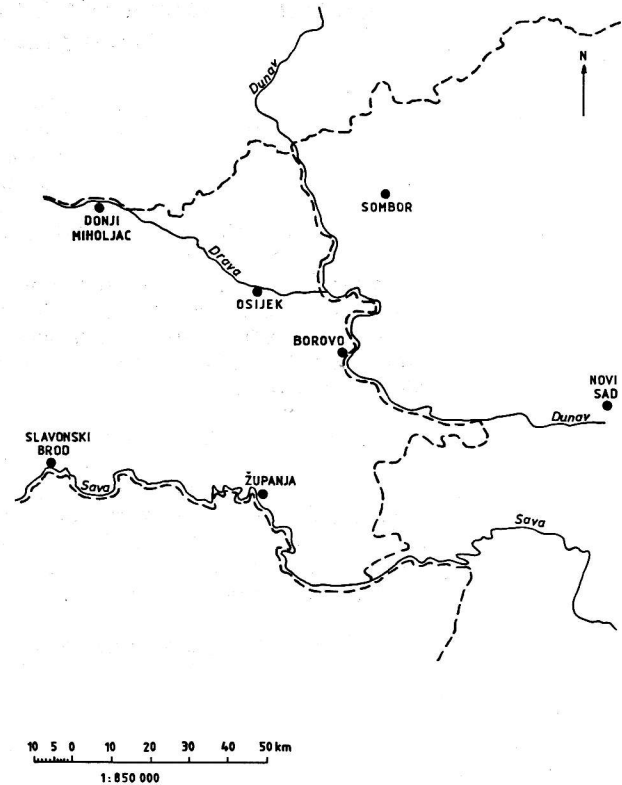 Dunav
N
SOMBOR
DONJI
MIHOLJAC
Drava
OSIJEK
BOROVO
NOVI
SAD
Dunav
SLAVONSKI
BROD
Sava
ŽUPANJA
Sava
10 5 0 10 20 30 40 50 km
1:850 000